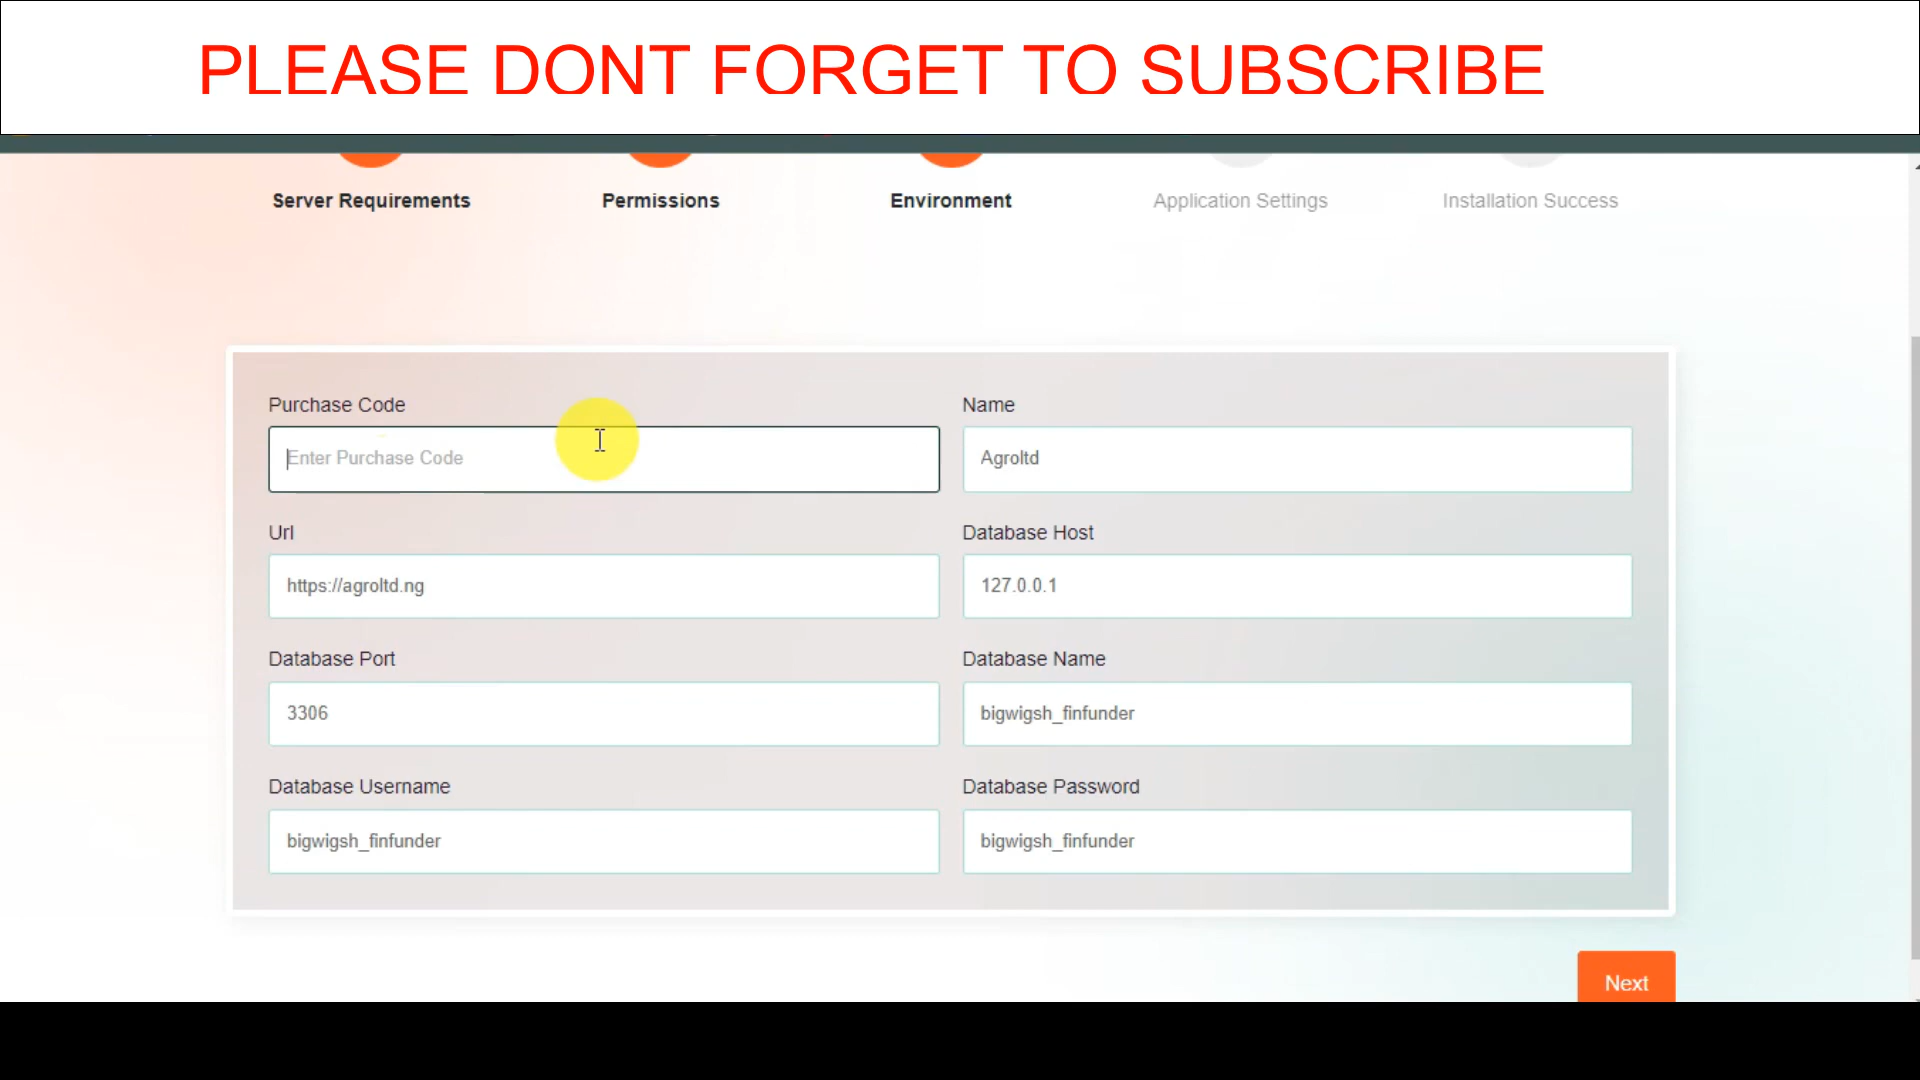 PLEASE DONT FORGET TO SUBSCRIBE
Server Requirements Permissions Environment Application Settings Installation Success
Purchase Code Name
Enter Purchase Code Agroltd
Url Database Host
https://agroltd.ng 127.0.0.1
Database Port Database Name
3306 bigwigsh_finfunder
Database Username Database Password
bigwigsh_finfunder bigwigsh_finfunder
Next